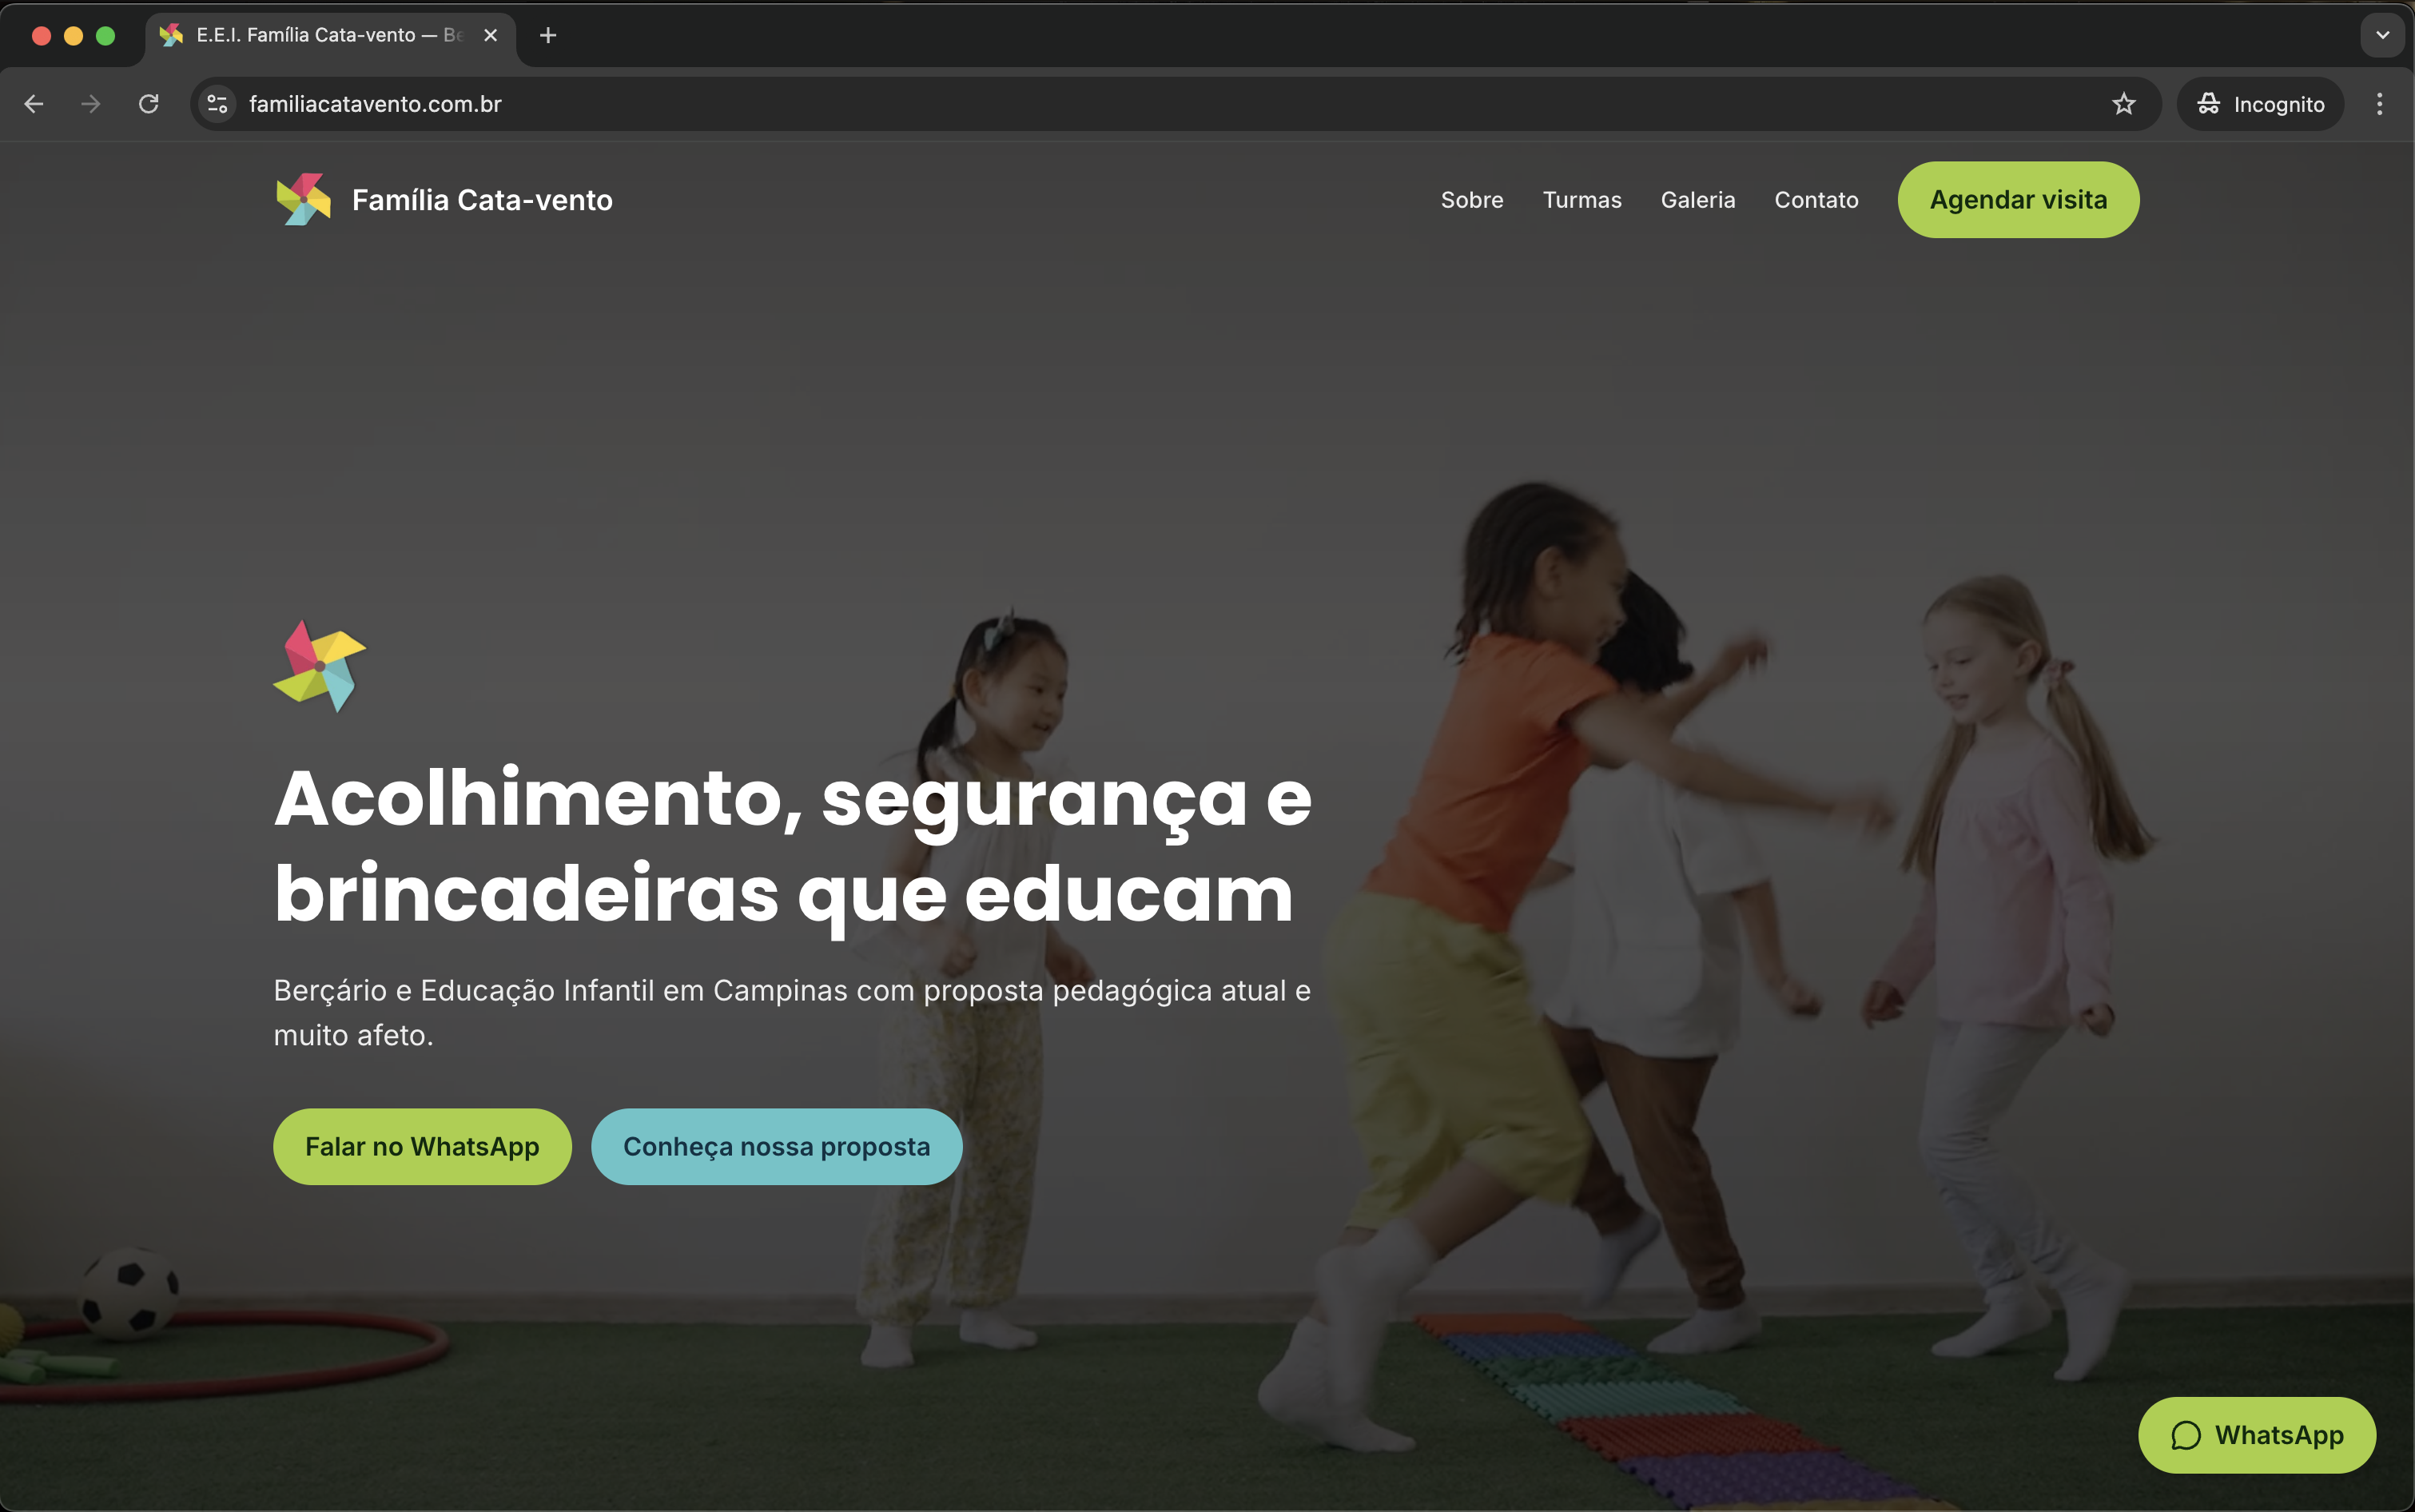 E.E.I. Família Cata-vento —
familiacatavento.com.br
Incognito
Família Cata-vento
Sobre
Turmas
Galeria
Contato
Agendar visita
Acolhimento, segurança e
brincadeiras que educam
Berçário e Educação Infantil em Campinas com proposta pedagógica atual e
muito afeto.
Falar no WhatsApp
Conheça nossa proposta
WhatsApp